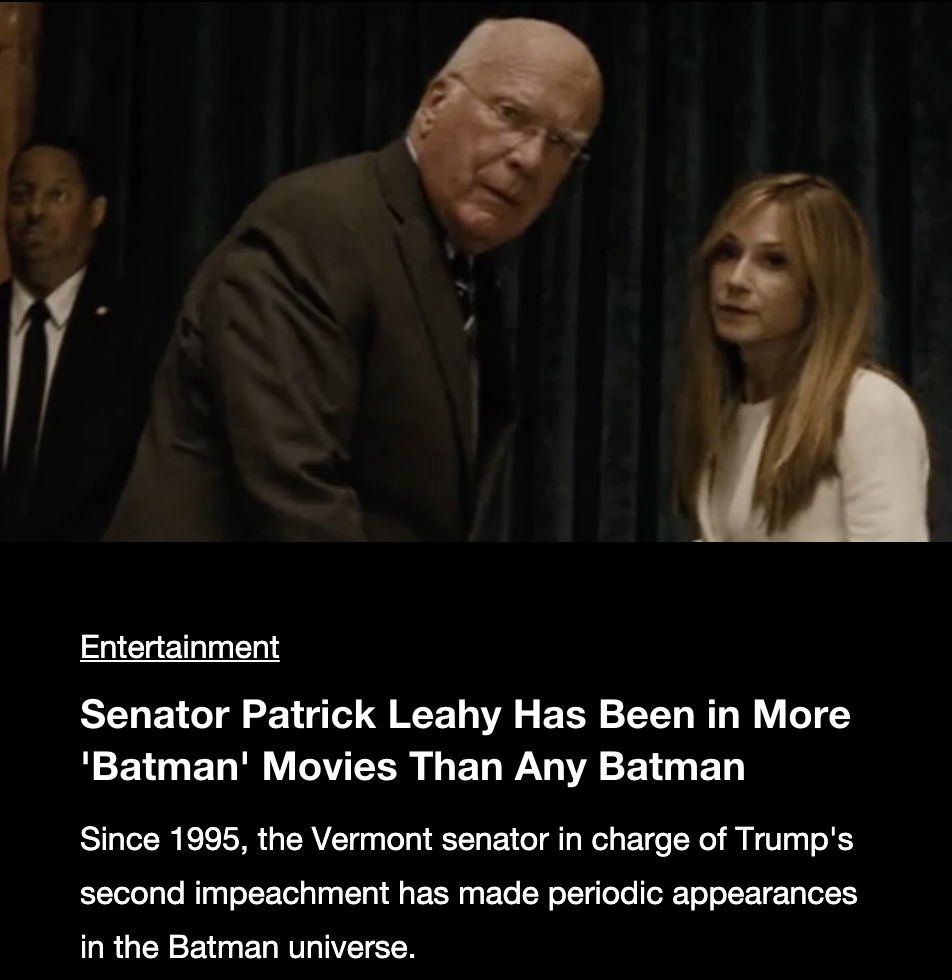 Entertainment
Senator Patrick Leahy Has Been in More
'Batman' Movies Than Any Batman
Since 1995, the Vermont senator in charge of Trump's
second impeachment has made periodic appearances
in the Batman universe.